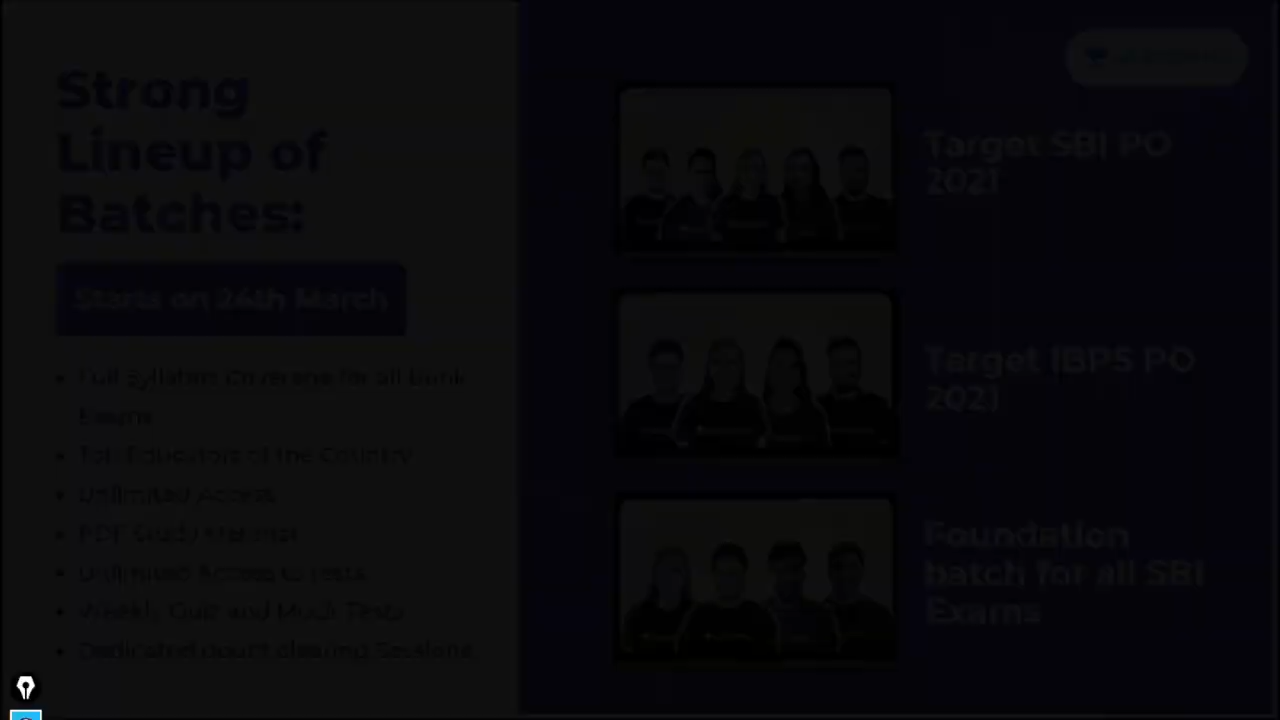 Strong
Lineup of
Batches:
Starts on 24th March
• Full Syllabus Coverage for all Bank
Exams
• Top Educators of the Country
• Unlimited Access
• PDF Study Material
• Unlimited Access to tests
• Weekly Quiz and Mock Tests
• Dedicated doubt clearing Sessions
Target SBI PO
2021
Target IBPS PO
2021
Foundation
batch for all SBI
Exams